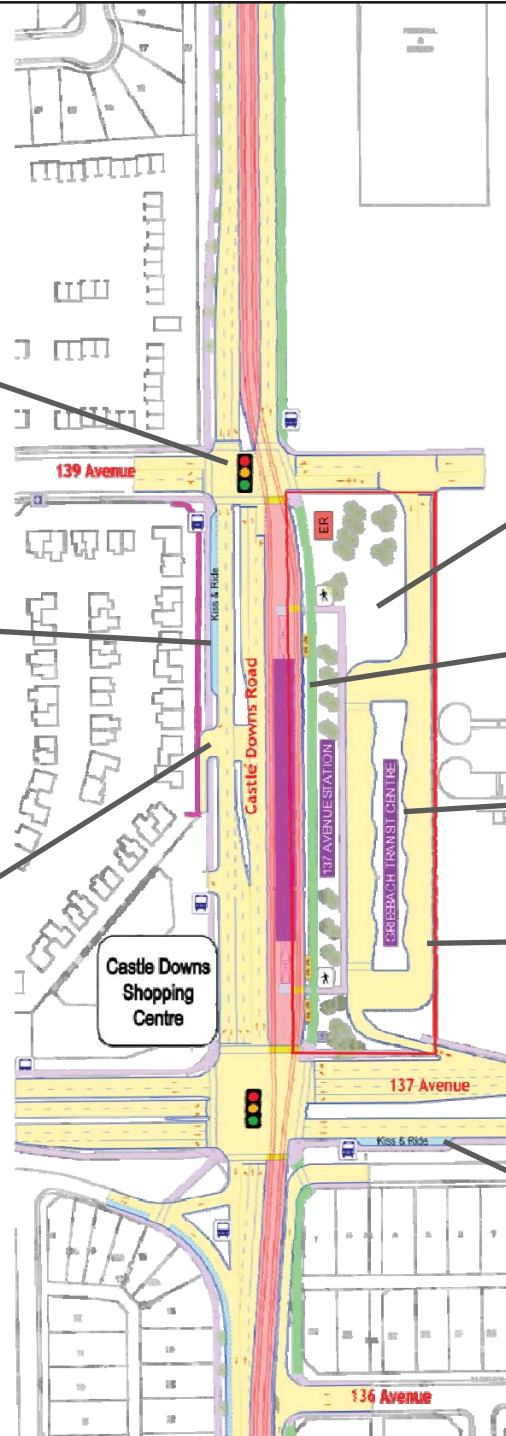 139 Avenue
ER
Kiss & Ride
Castle Downs Road
137 AVENUE STATION
GRIESBACH TRANSIT CENTRE
Castle Downs
Shopping
Centre
137 Avenue
Kiss & Ride
136 Avenue